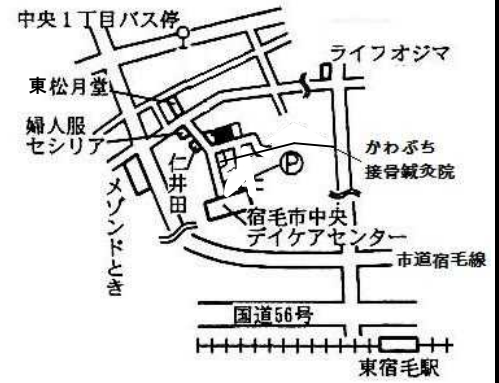 中央1丁目バス停
ライフオジマ
東松月堂
婦人服
セシリア
仁井田
かわぶち
接骨鍼灸院
P
メゾンドとき
宿毛市中央
デイケアセンター
市道宿毛線
国道56号
東宿毛駅